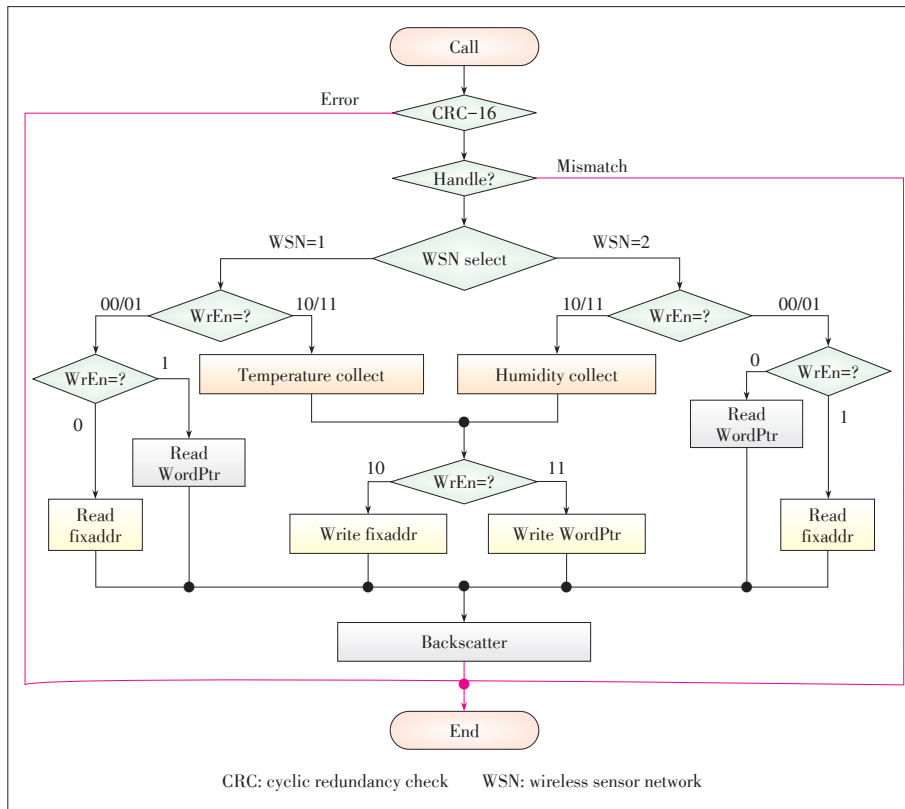 Call
Error
CRC-16
Handle?
Mismatch
WSN=1
WSN select
WSN=2
00/01
WrEn=?
10/11
10/11
WrEn=?
00/01
WrEn=?
1
Temperature collect
Humidity collect
0
WrEn=?
0
Read
WordPtr
Read
WordPtr
1
10
WrEn=?
11
Read
fixaddr
Write fixaddr
Write WordPtr
Read
fixaddr
Backscatter
End
CRC: cyclic redundancy check WSN: wireless sensor network